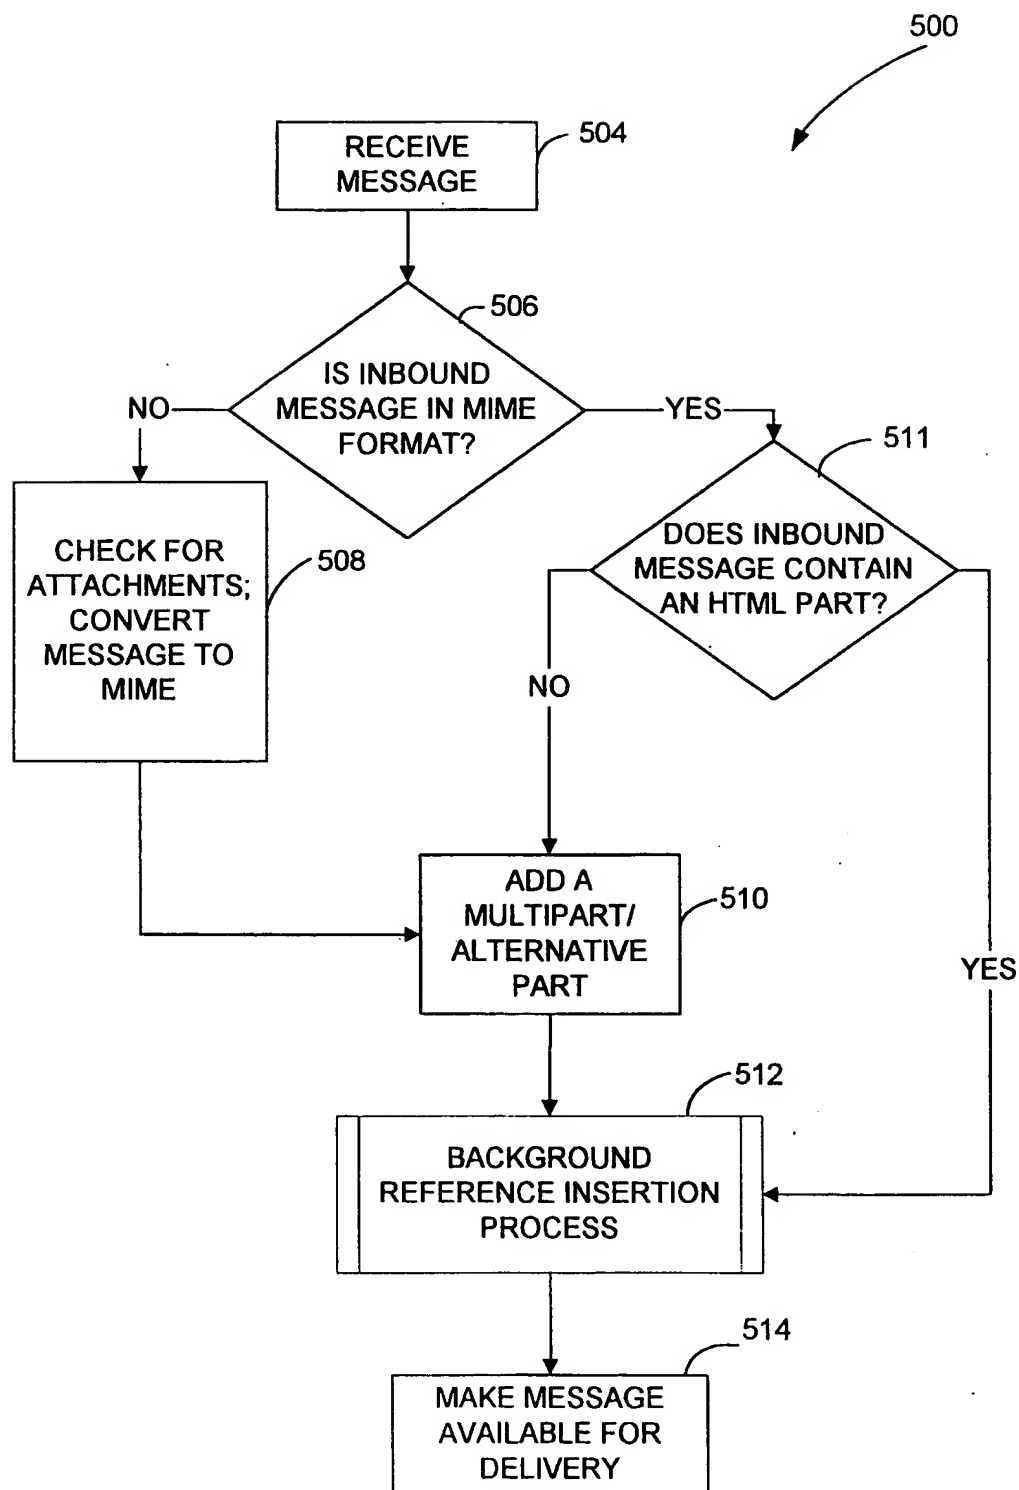 500
RECEIVE
MESSAGE
504
506
IS INBOUND
MESSAGE IN MIME
FORMAT?
NO
YES
511
DOES INBOUND
MESSAGE CONTAIN
AN HTML PART?
CHECK FOR
ATTACHMENTS;
CONVERT
MESSAGE TO
MIME
508
NO
ADD A
MULTIPART/
ALTERNATIVE
PART
510
YES
512
BACKGROUND
REFERENCE INSERTION
PROCESS
514
MAKE MESSAGE
AVAILABLE FOR
DELIVERY